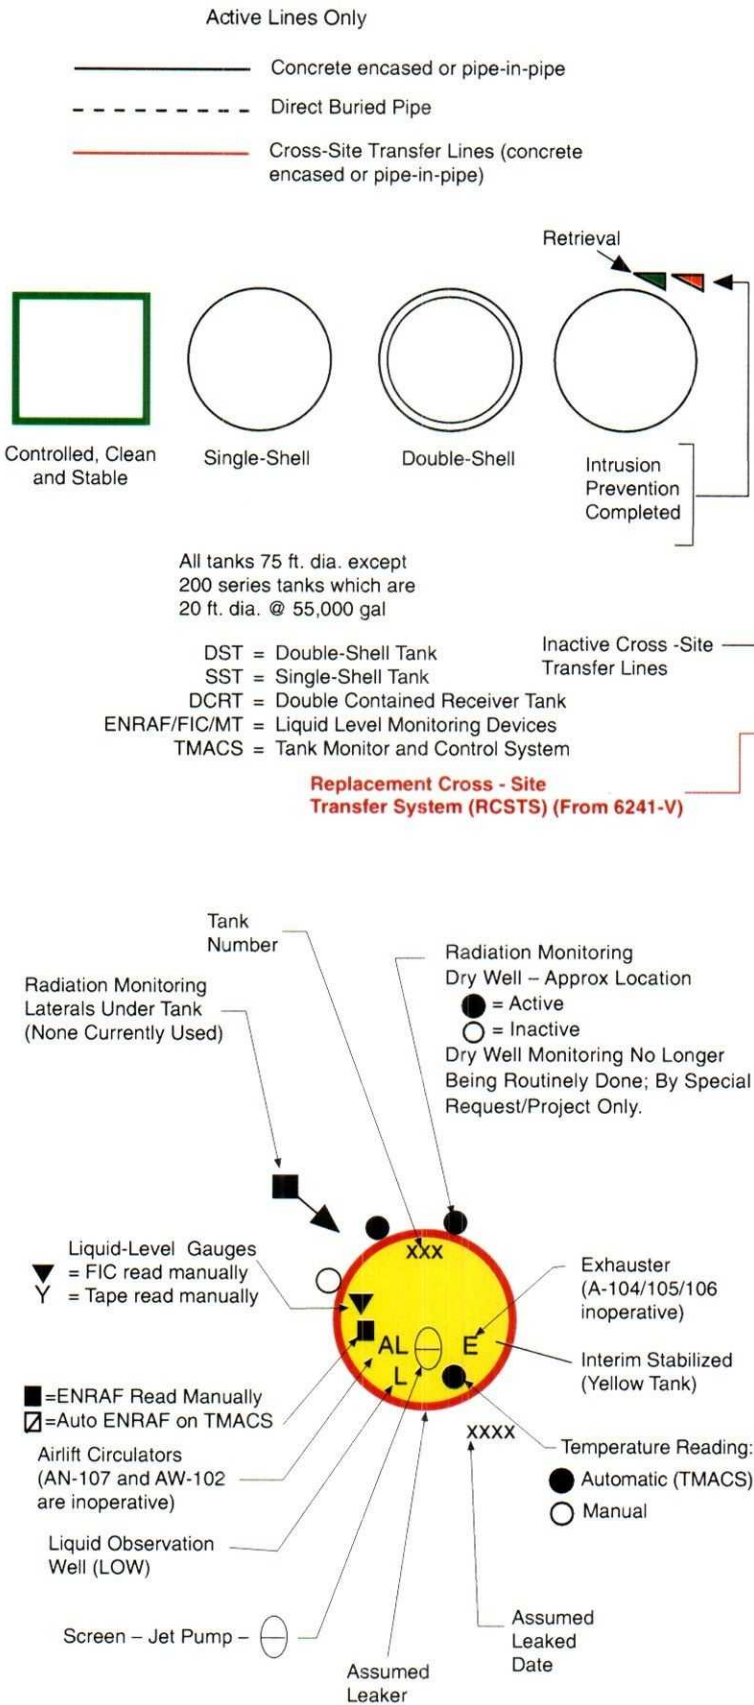 Active Lines Only
Concrete encased or pipe-in-pipe
Direct Buried Pipe
Cross-Site Transfer Lines (concrete
encased or pipe-in-pipe)
Retrieval
Controlled, Clean
and Stable
Single-Shell
Double-Shell
Intrusion
Prevention
Completed
All tanks 75 ft. dia. except
200 series tanks which are
20 ft. dia. @ 55,000 gal
DST = Double-Shell Tank
SST = Single-Shell Tank
DCRT = Double Contained Receiver Tank
ENRAF/FIC/MT = Liquid Level Monitoring Devices
TMACS = Tank Monitor and Control System
Inactive Cross -Site
Transfer Lines
Replacement Cross - Site
Transfer System (RCSTS) (From 6241-V)
Tank
Number
Radiation Monitoring
Laterals Under Tank
(None Currently Used)
Radiation Monitoring
Dry Well – Approx Location
= Active
= Inactive
Dry Well Monitoring No Longer
Being Routinely Done; By Special
Request/Project Only.
Liquid-Level Gauges
= FIC read manually
Y = Tape read manually
xxx
AL
E
L
Exhauster
(A-104/105/106
inoperative)
Interim Stabilized
(Yellow Tank)
=ENRAF Read Manually
=Auto ENRAF on TMACS
Airlift Circulators
(AN-107 and AW-102
are inoperative)
xxxx
Temperature Reading:
Automatic (TMACS)
Manual
Liquid Observation
Well (LOW)
Screen – Jet Pump –
Assumed
Leaker
Assumed
Leaked
Date